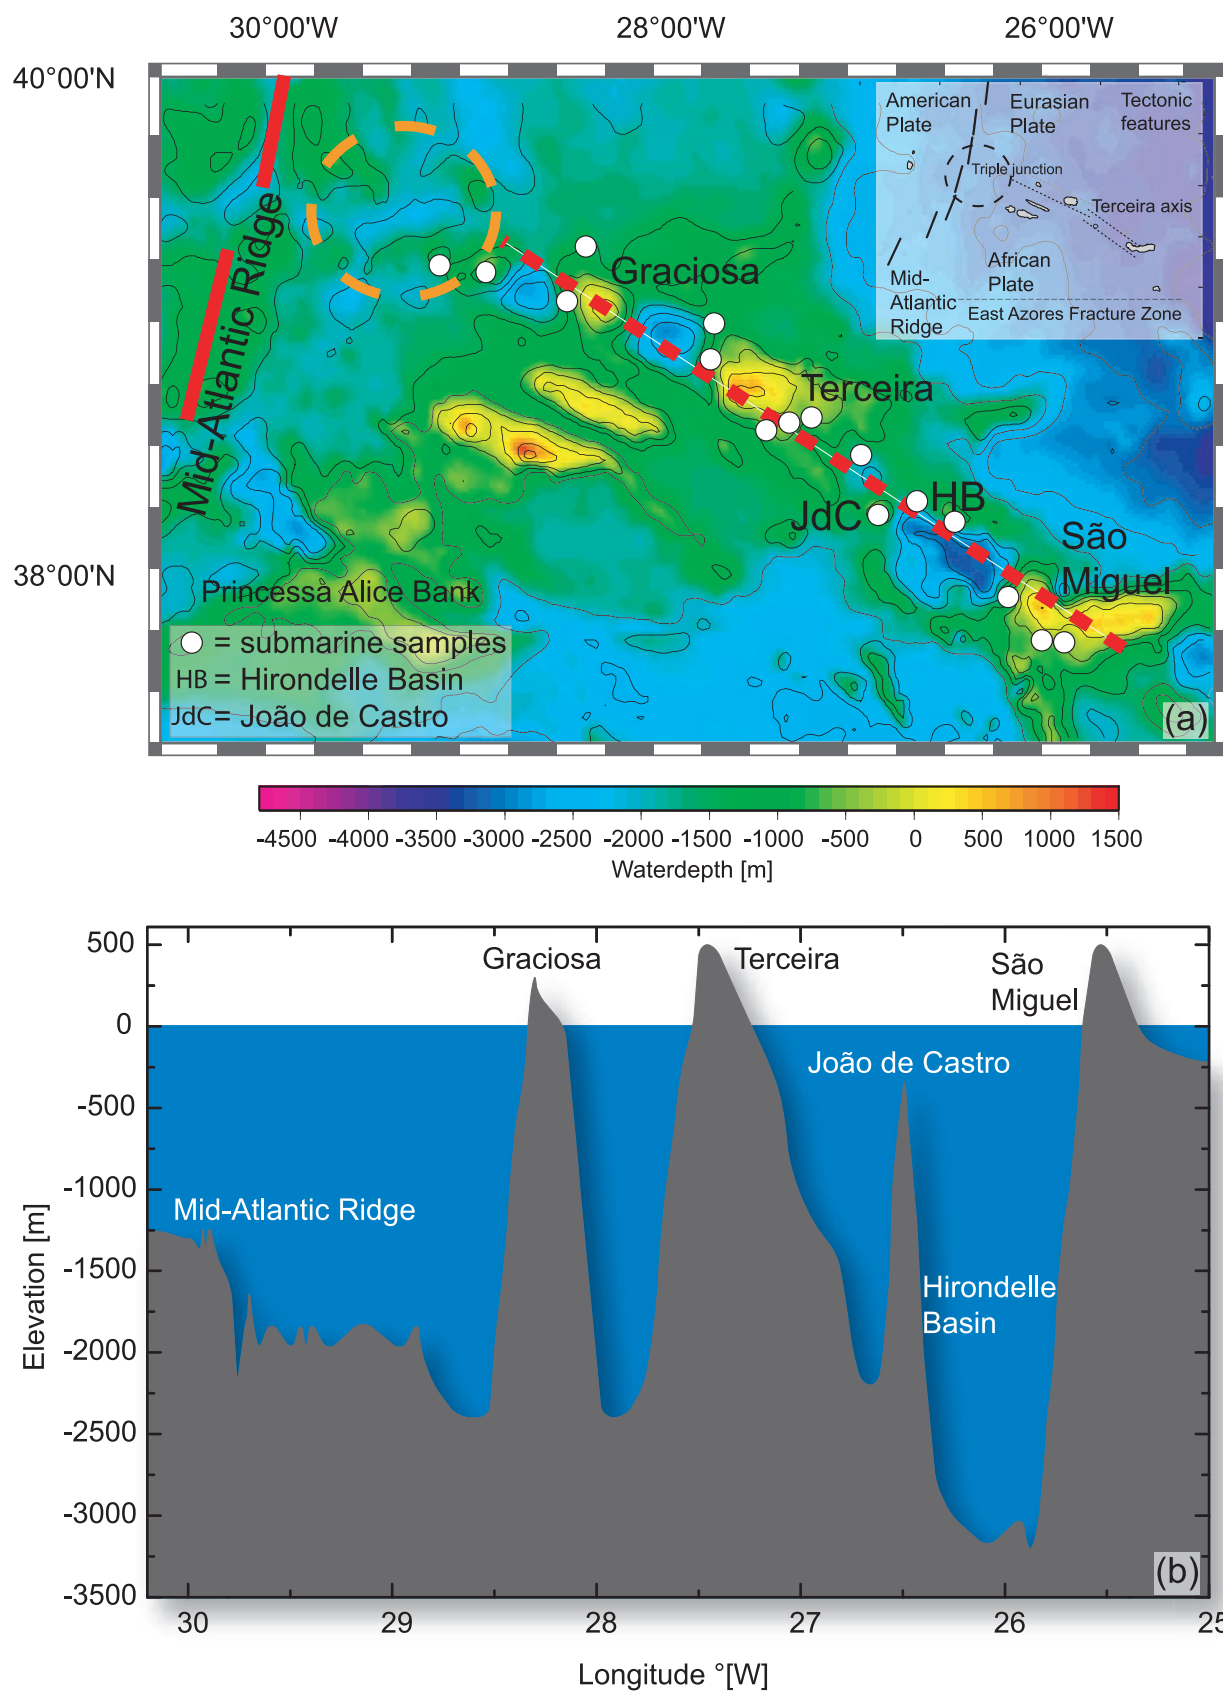 30°00'W 28°00'W 26°00'W
40°00'N
American Plate
Eurasian Plate
Tectonic features
Triple junction
Terceira axis
African Plate
Mid-Atlantic Ridge
East Azores Fracture Zone
Mid-Atlantic Ridge
Graciosa
Terceira
HB
JdC
São Miguel
38°00'N
Princessa Alice Bank
= submarine samples
HB = Hirondelle Basin
JdC = João de Castro
(a)
-4500 -4000 -3500 -3000 -2500 -2000 -1500 -1000 -500 0 500 1000 1500
Waterdepth [m]
500
0
-500
-1000
-1500
-2000
-2500
-3000
-3500
Elevation [m]
Graciosa
Terceira
São
Miguel
João de Castro
Mid-Atlantic Ridge
Hirondelle
Basin
(b)
30 29 28 27 26 25
Longitude °[W]